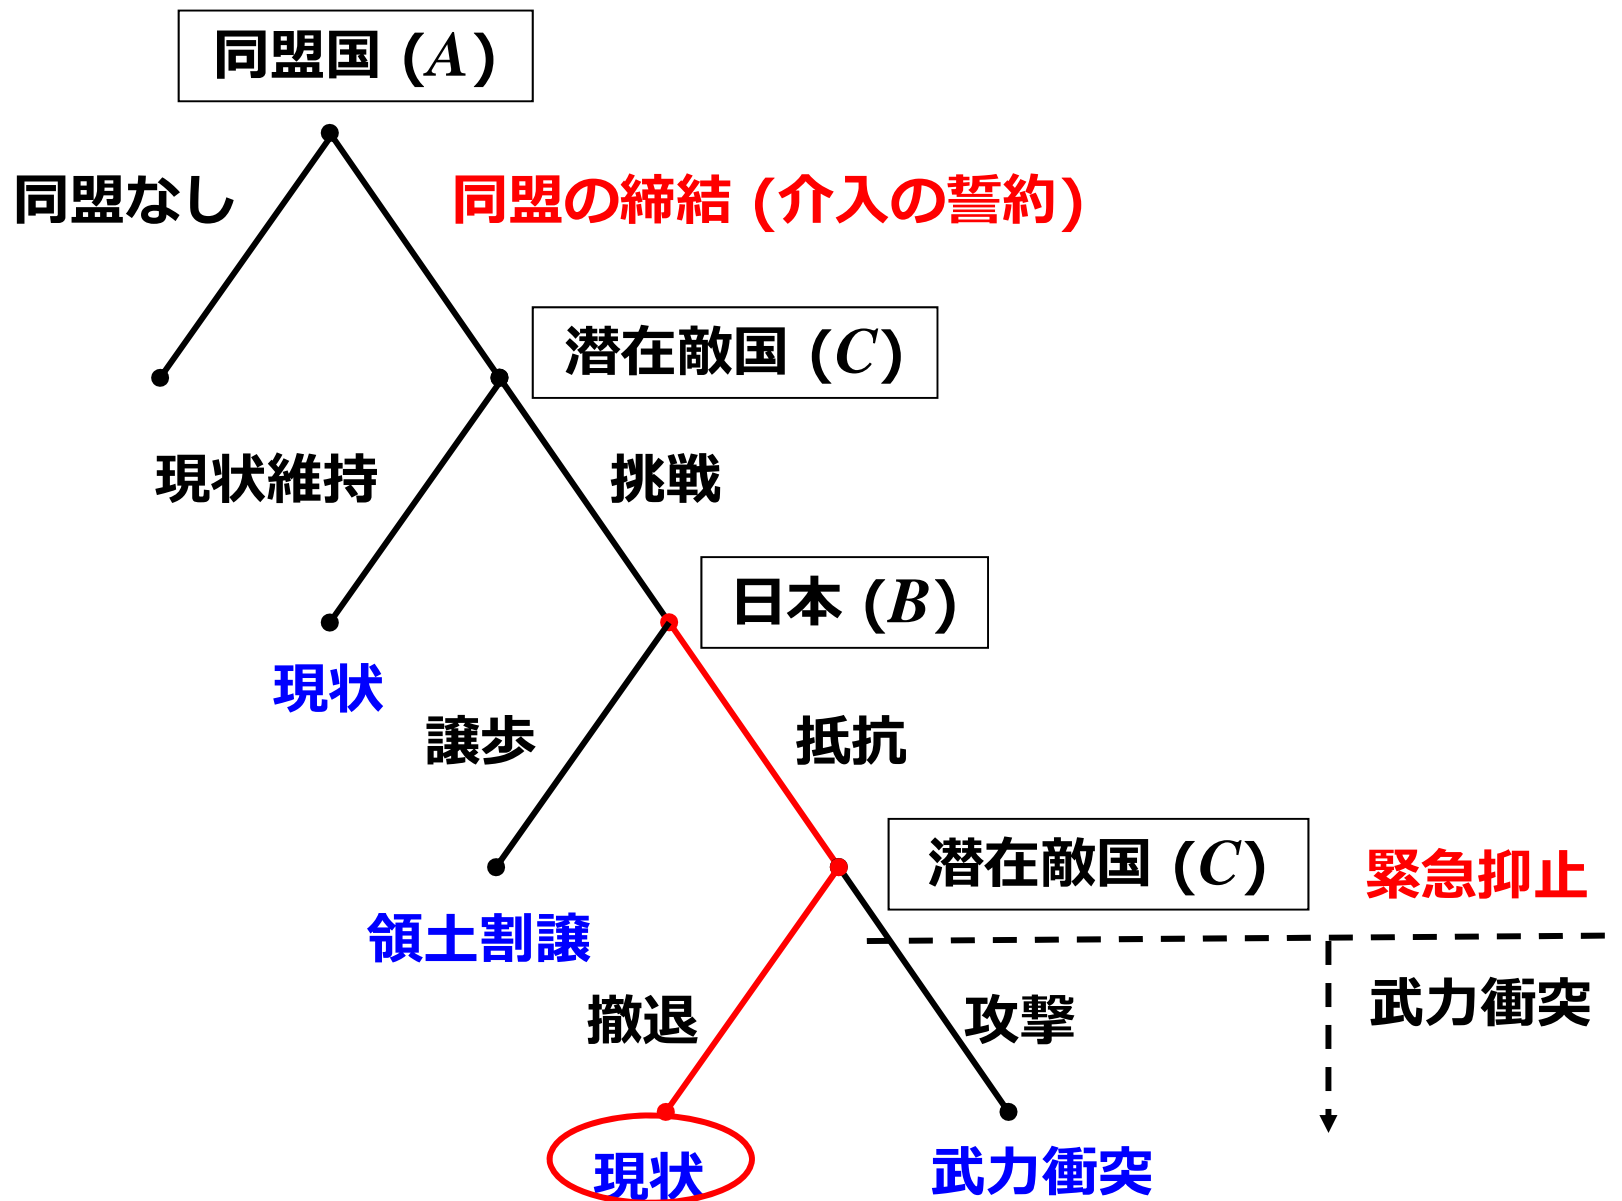 同盟国 (A)
同盟なし
同盟の締結 (介入の誓約)
潜在敵国 (C)
現状維持
挑戦
日本 (B)
現状
譲歩
抵抗
潜在敵国 (C)
緊急抑止
領土割譲
武力衝突
撤退
攻撃
現状
武力衝突